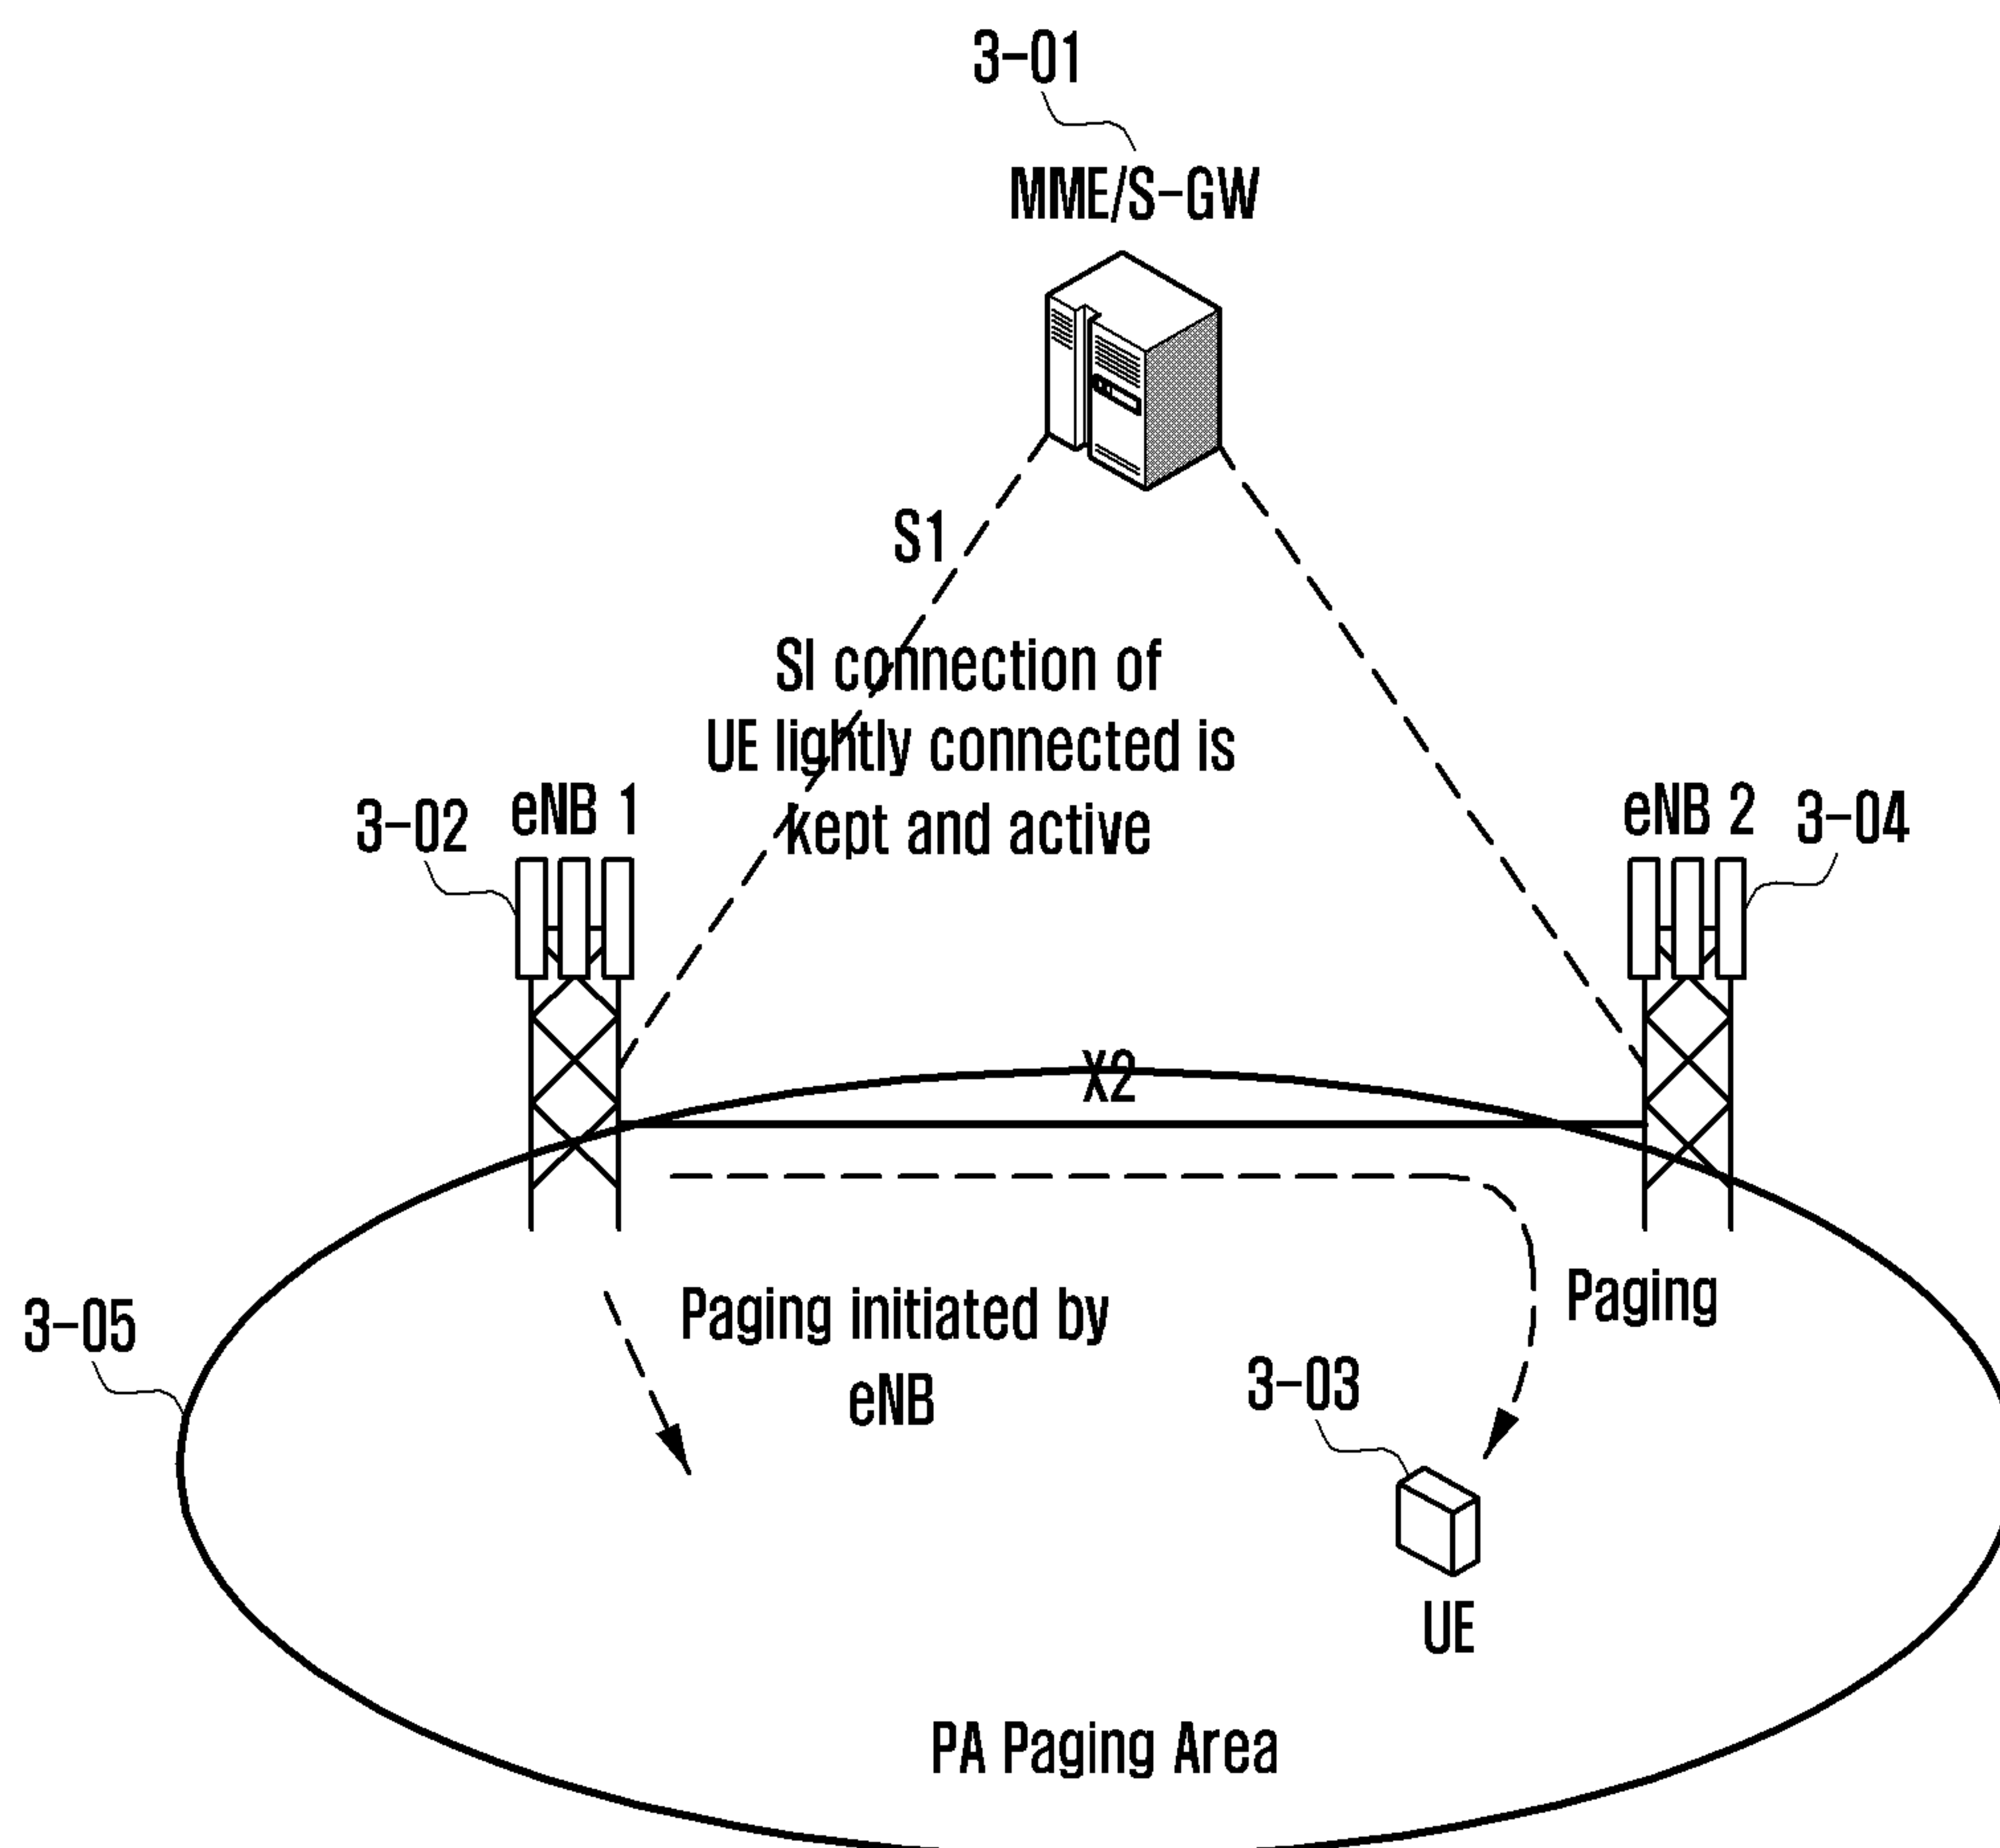 3-01
MME/S-GW
S1
SI connection of
UE lightly connected is
kept and active
3-02
eNB 1
eNB 2
3-04
X2
Paging initiated by
eNB
Paging
3-05
3-03
UE
PA Paging Area